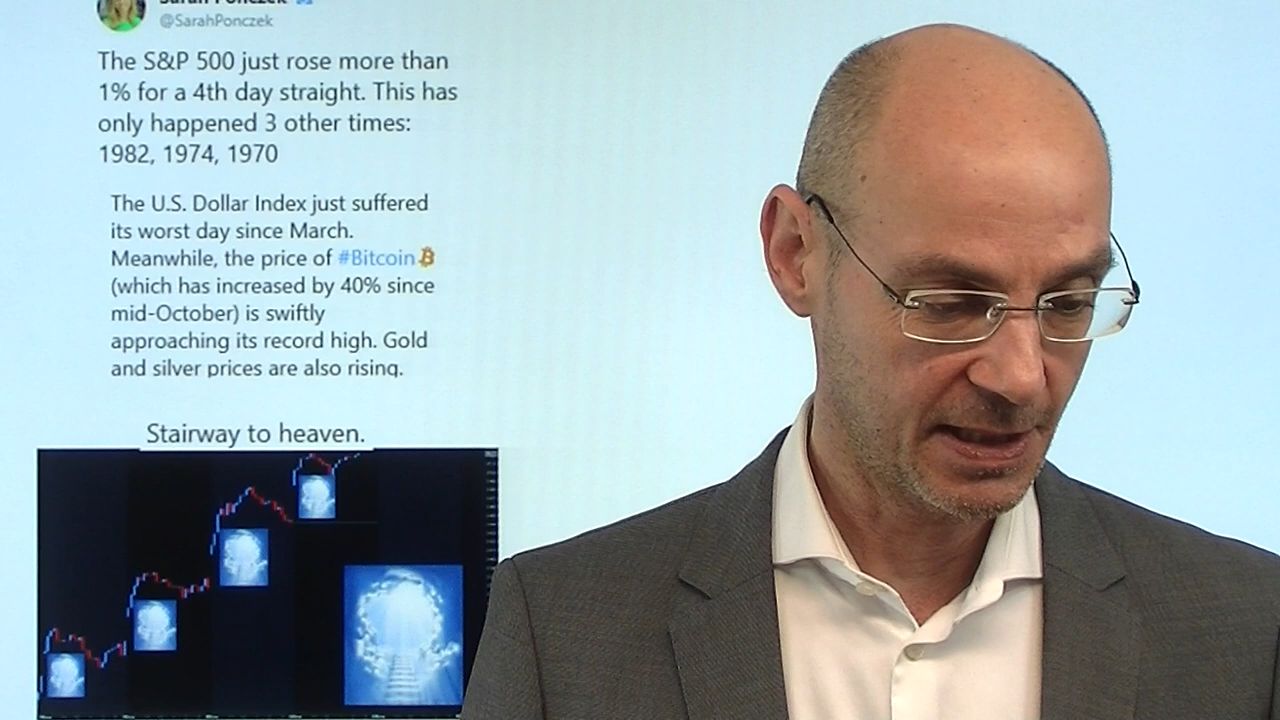 Sarah Ponczek
@SarahPonczek
The S&P 500 just rose more than
1% for a 4th day straight. This has
only happened 3 other times:
1982, 1974, 1970
The U.S. Dollar Index just suffered
its worst day since March.
Meanwhile, the price of #Bitcoin
(which has increased by 40% since
mid-October) is swiftly
approaching its record high. Gold
and silver prices are also rising.
Stairway to heaven.